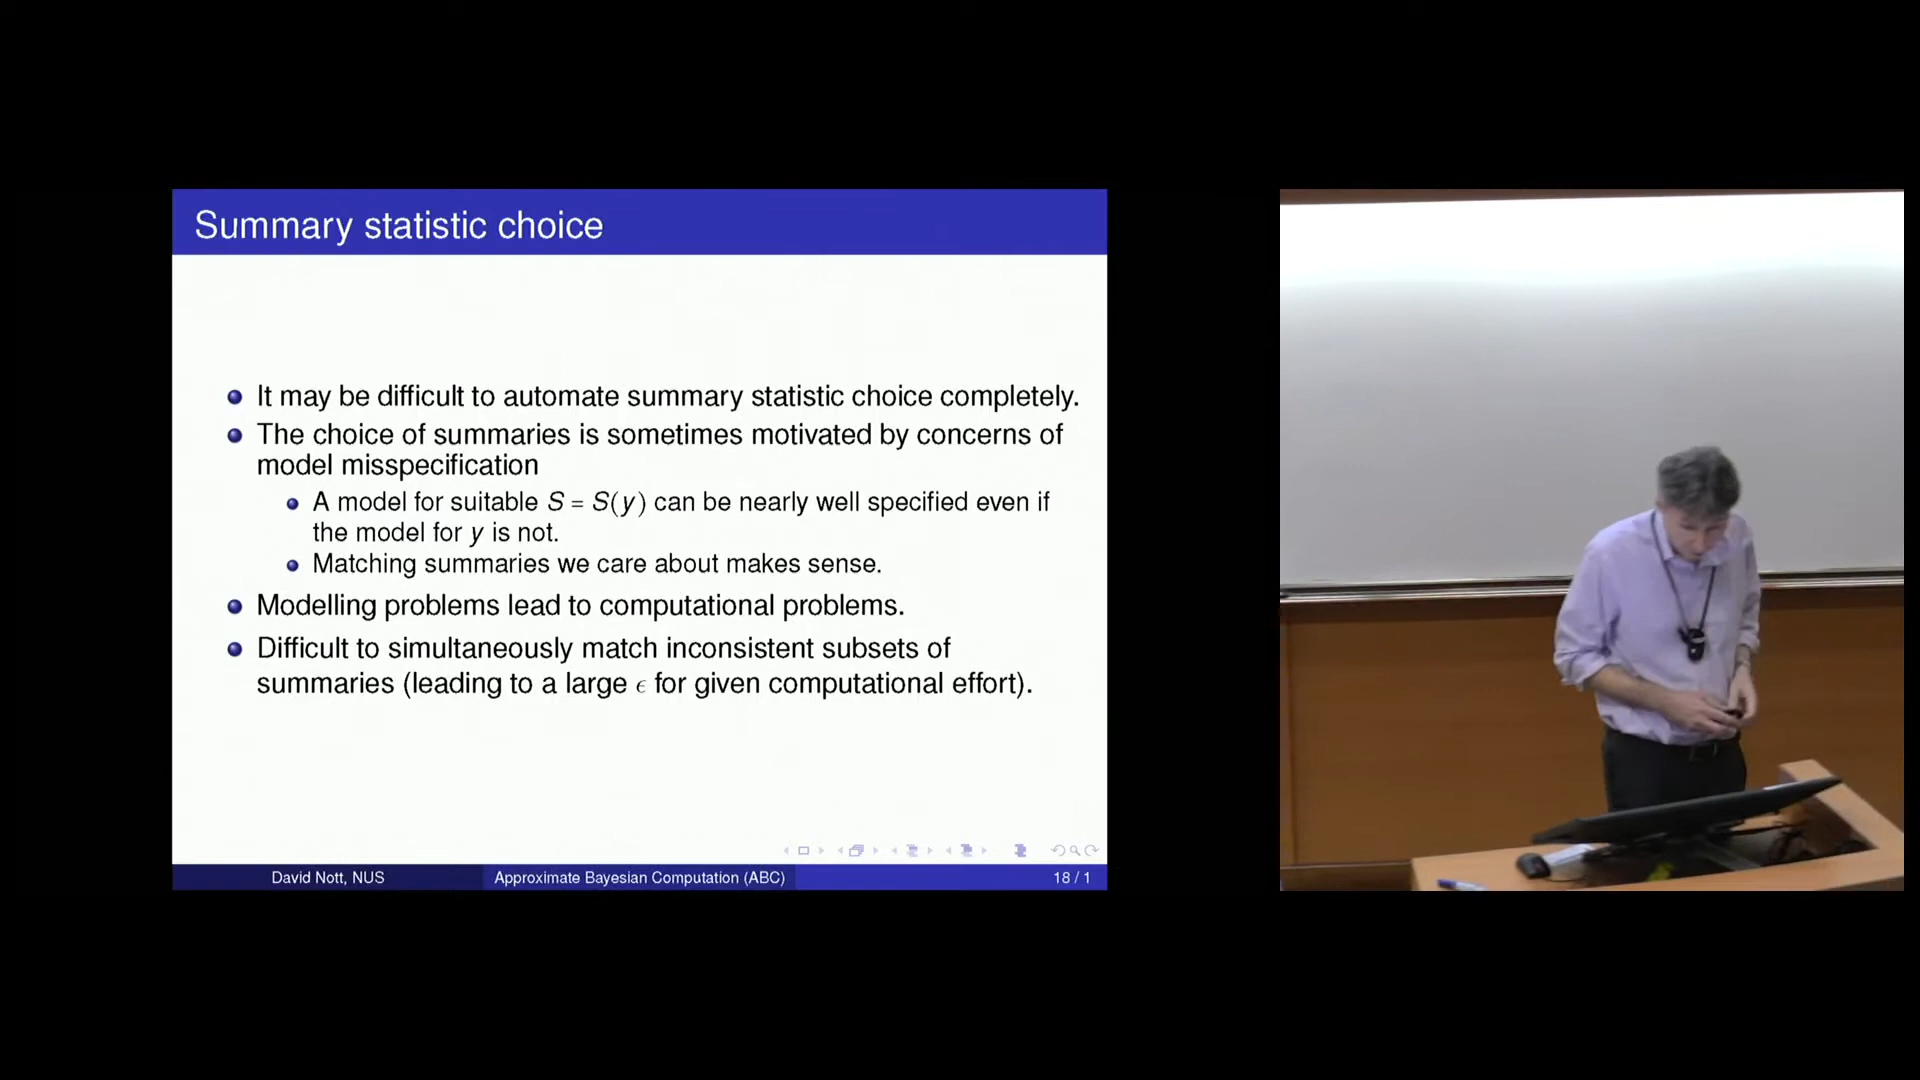 Summary statistic choice
It may be difficult to automate summary statistic choice completely.
The choice of summaries is sometimes motivated by concerns of
model misspecification
A model for suitable S = S(y) can be nearly well specified even if
the model for y is not.
Matching summaries we care about makes sense.
Modelling problems lead to computational problems.
Difficult to simultaneously match inconsistent subsets of
summaries (leading to a large ϵ for given computational effort).
David Nott, NUS
Approximate Bayesian Computation (ABC)
18 / 1